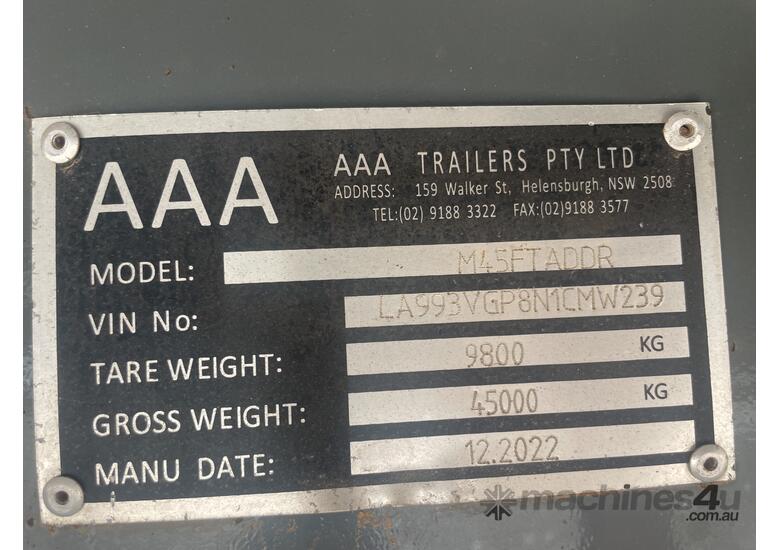 AAA
AAA TRAILERS PTY LTD
ADDRESS: 159 Walker St, Helensburgh, NSW 2508
TEL:(02) 9188 3322 FAX:(02)9188 3577
MODEL: M45FTADDR
VIN No: LA993VGP8N1CMW239
TARE WEIGHT: 9800 KG
GROSS WEIGHT: 45000 KG
MANU DATE: 12.2022
machines4u
.com.au